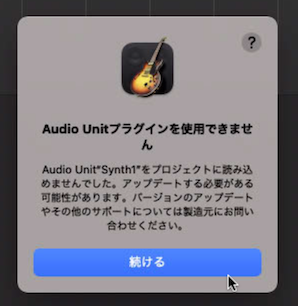 ?
Audio Unitプラグインを使用できませ
ん
Audio Unit"Synth1"をプロジェクトに読み込
めませんでした。アップデートする必要がある
可能性があります。バージョンのアップデート
やその他のサポートについては製造元にお問い
合わせください。
続ける